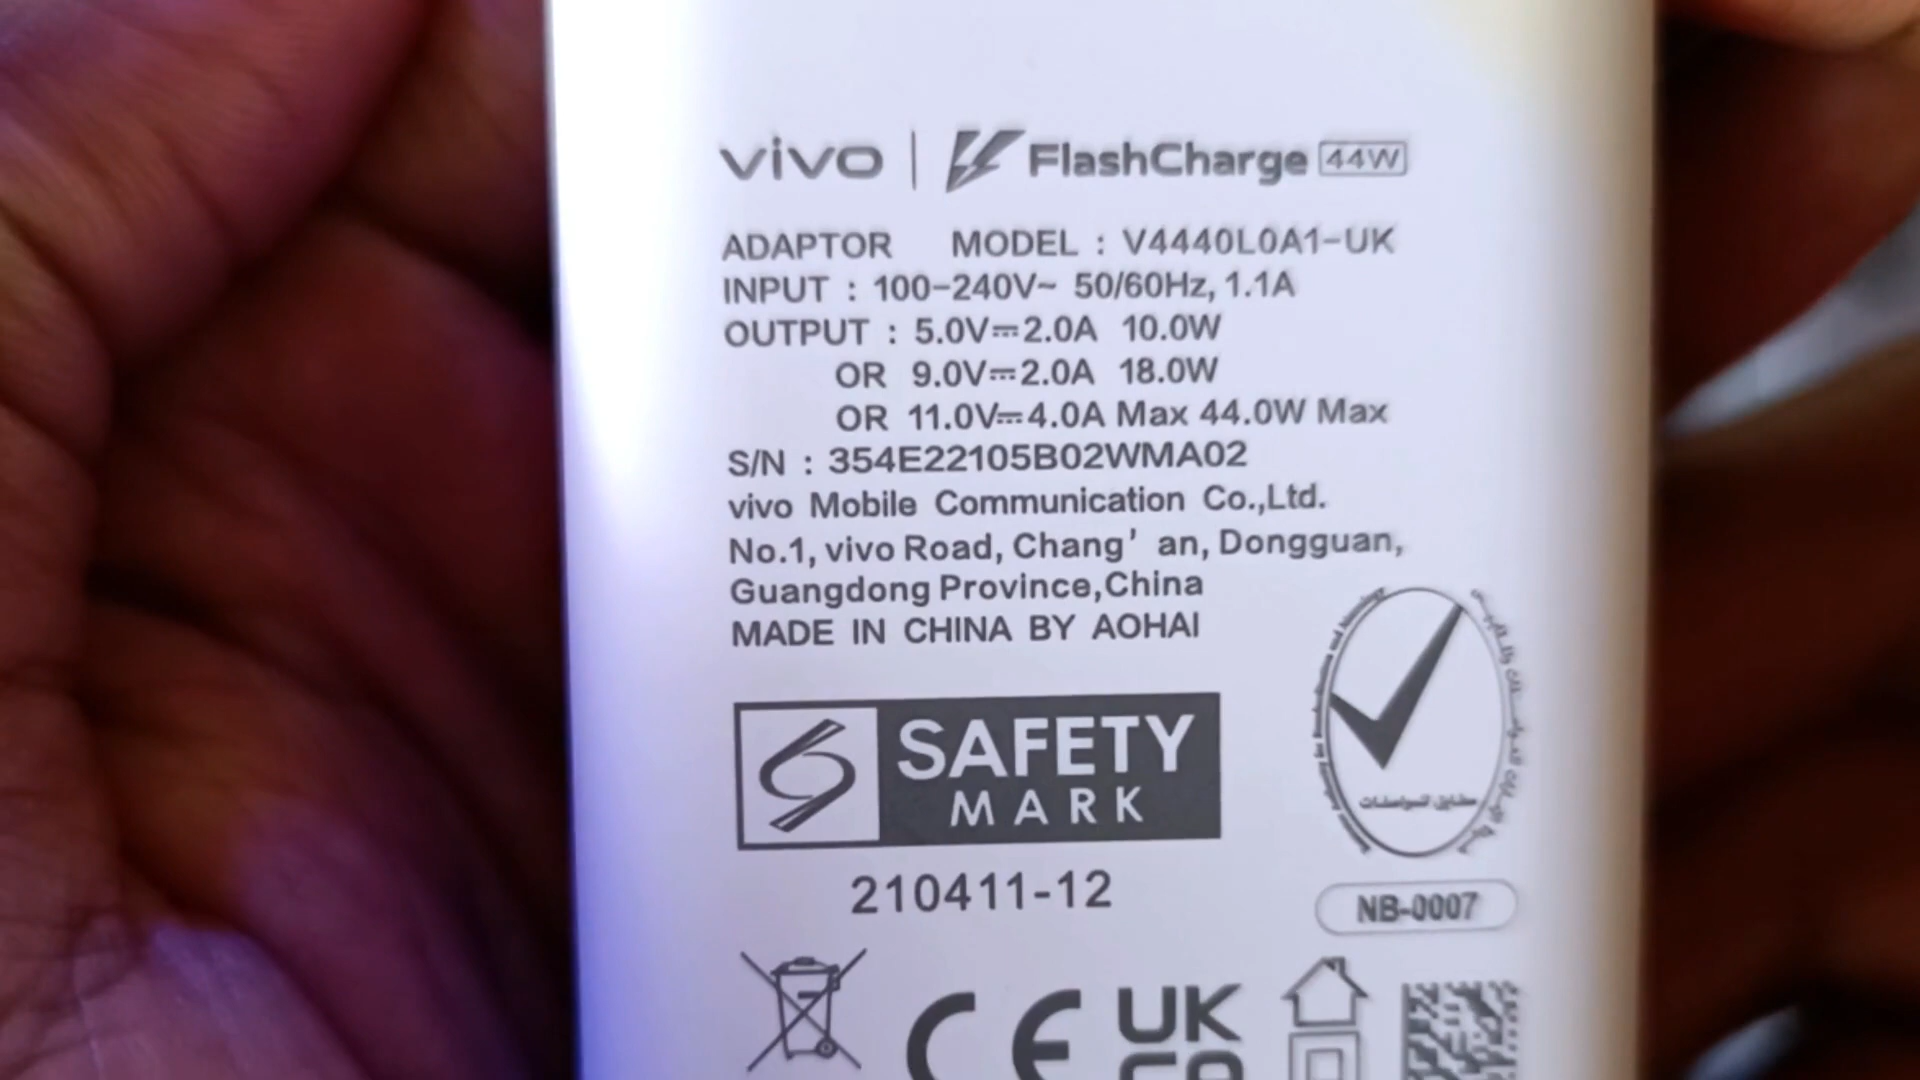 vivo | FlashCharge 44W
ADAPTOR MODEL : V4440L0A1-UK
INPUT : 100-240V~ 50/60Hz, 1.1A
OUTPUT : 5.0V⎓2.0A 10.0W
OR 9.0V⎓2.0A 18.0W
OR 11.0V⎓4.0A Max 44.0W Max
S/N : 354E22105B02WMA02
vivo Mobile Communication Co.,Ltd.
No.1, vivo Road, Chang' an, Dongguan,
Guangdong Province,China
MADE IN CHINA BY AOHAI
SAFETY
MARK
210411-12
مطابق للمواصفات
NB-0007
CE
UK
CA